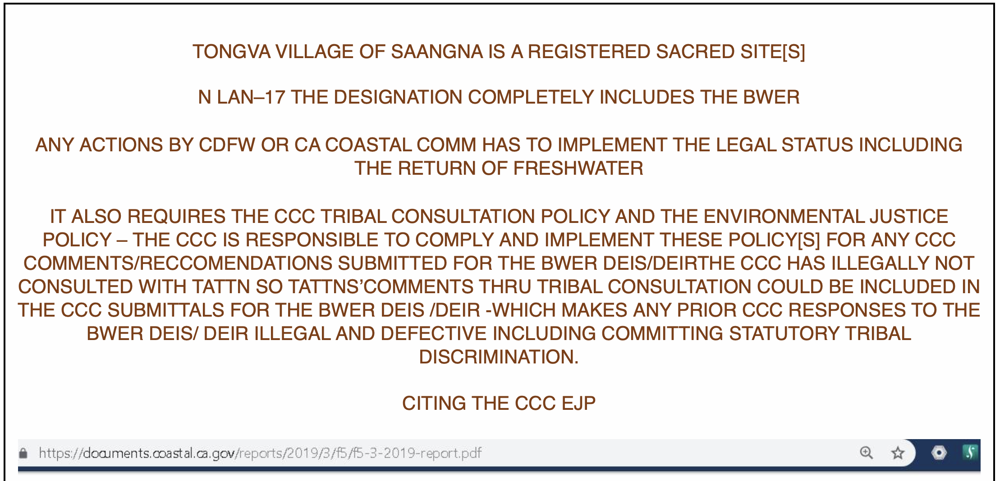 TONGVA VILLAGE OF SAANGNA IS A REGISTERED SACRED SITE[S]
N LAN–17 THE DESIGNATION COMPLETELY INCLUDES THE BWER
ANY ACTIONS BY CDFW OR CA COASTAL COMM HAS TO IMPLEMENT THE LEGAL STATUS INCLUDING
THE RETURN OF FRESHWATER
IT ALSO REQUIRES THE CCC TRIBAL CONSULTATION POLICY AND THE ENVIRONMENTAL JUSTICE
POLICY – THE CCC IS RESPONSIBLE TO COMPLY AND IMPLEMENT THESE POLICY[S] FOR ANY CCC
COMMENTS/RECCOMENDATIONS SUBMITTED FOR THE BWER DEIS/DEIRTHE CCC HAS ILLEGALLY NOT
CONSULTED WITH TATTN SO TATTNS’COMMENTS THRU TRIBAL CONSULTATION COULD BE INCLUDED IN
THE CCC SUBMITTALS FOR THE BWER DEIS /DEIR -WHICH MAKES ANY PRIOR CCC RESPONSES TO THE
BWER DEIS/ DEIR ILLEGAL AND DEFECTIVE INCLUDING COMMITTING STATUTORY TRIBAL
DISCRIMINATION.
CITING THE CCC EJP
https://documents.coastal.ca.gov/reports/2019/3/f5/f5-3-2019-report.pdf